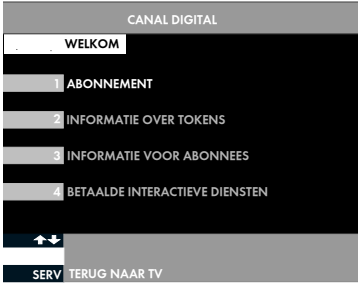 CANAL DIGITAL
WELKOM
1 ABONNEMENT
2 INFORMATIE OVER TOKENS
3 INFORMATIE VOOR ABONNEES
4 BETAALDE INTERACTIEVE DIENSTEN
SERV TERUG NAAR TV